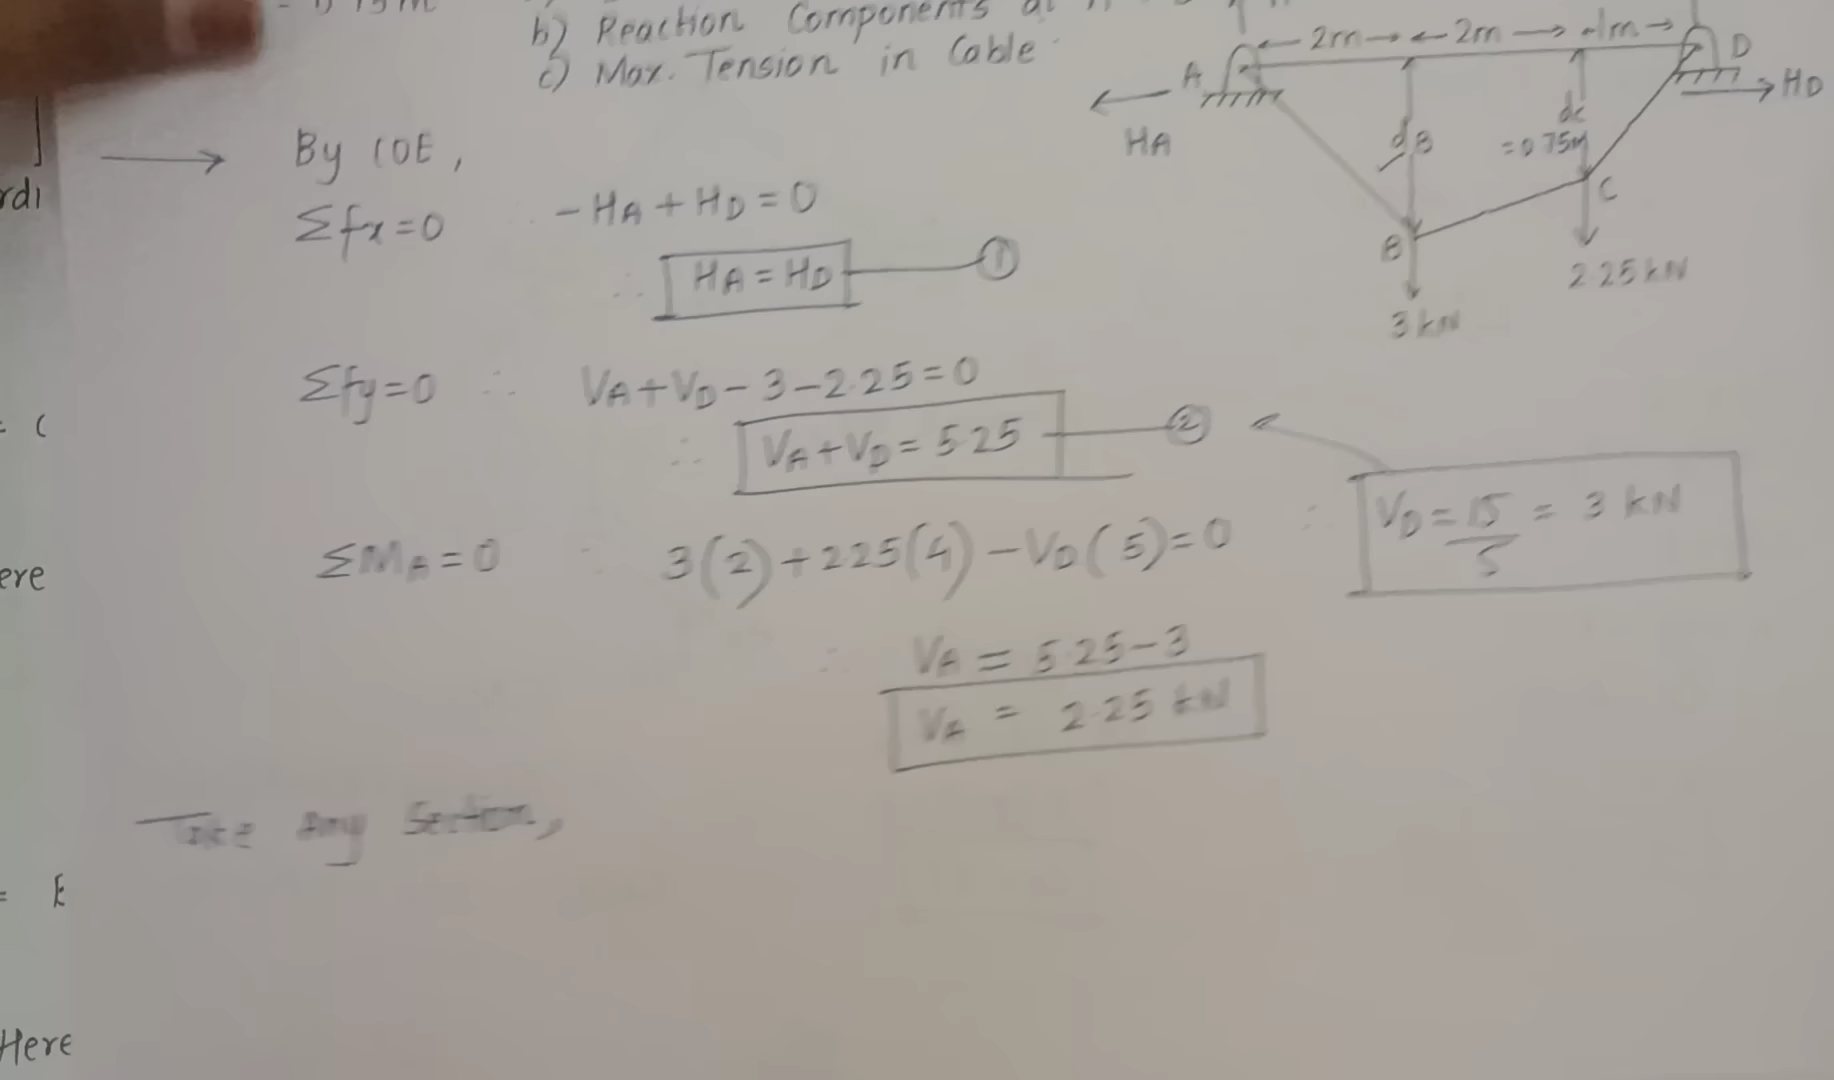 = 0.75m
b) Reaction Components at
c) Max. Tension in Cable
2m 2m 1m
A D
HA HD
dB dc
= 0.75m
B C
2.25 kN
3 kN
By COE,
Σfx=0 -HA+HD=0
∴ HA=HD ①
Σfy=0 ∴ VA+VD-3-2.25=0
∴ VA+VD=5.25 ②
ΣMA=0 ∴ 3(2)+2.25(4)-VD(5)=0 ∴ VD=15/5=3 kN
∴ VA=5.25-3
VA = 2.25 kN
Take Any Section,
rdi
ere
= E
Here